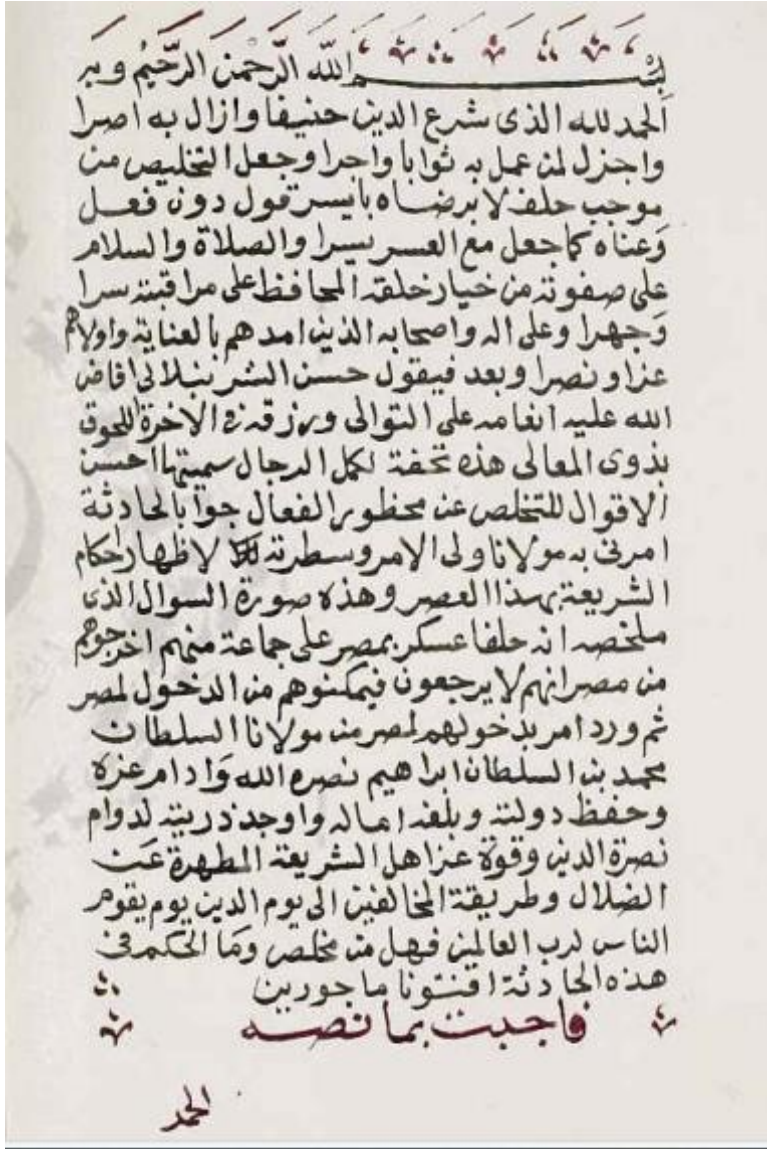 بسم الله الرحمن الرحيم وبه
الحمد لله الذى شرع الدين حنيفا وازال به اصرا
واجزل لمن عمل به ثوابا واجرا وجعل التخليص من
موجب حلف لا برضاه بايسر قول دون فعل
وعناه كما جعل مع العسر يسرا والصلاة والسلام
على صفوته من خيار خلقه المحافظ على مراقبته سرا
وجهرا وعلى اله واصحابه الذين امدهم بالعناية واولاهم
عزا ونصرا وبعد فيقول حسن الشرنبلالى افاض
الله عليه انعامه على التوالى ورزقه فى الاخرة اللحوق
بذوى المعالى هذه تحفة لكمل الرجال سميتها احسن
الاقوال للتخلص عن محظور الفعال جوابا لحادثة
امرنى به مولانا ولى الامر وسطرته لاظهار احكام
الشريعة بهذا العصر وهذه صورة السوال الذى
ملخصه انه حلفا عسكر بمصر على جماعة منهم اخرجوهم
من مصر انهم لا يرجعون فيمكنوهم من الدخول لمصر
ثم ورد امر بدخولهم لمصر من مولانا السلطان
محمد بن السلطان ابراهيم نصره الله وادام عزه
وحفظ دولته وبلغه اماله واوجد ذريته لدوام
نصرة الدين وقوة عز اهل الشريعة المطهرة عن
الضلال وطريقة المخالفين الى يوم الدين يوم يقوم
الناس لرب العالمين فهل من مخلص وما الحكم فى
هذه الحادثة افتونا ماجورين
فاجبت بما نصه
الحمد